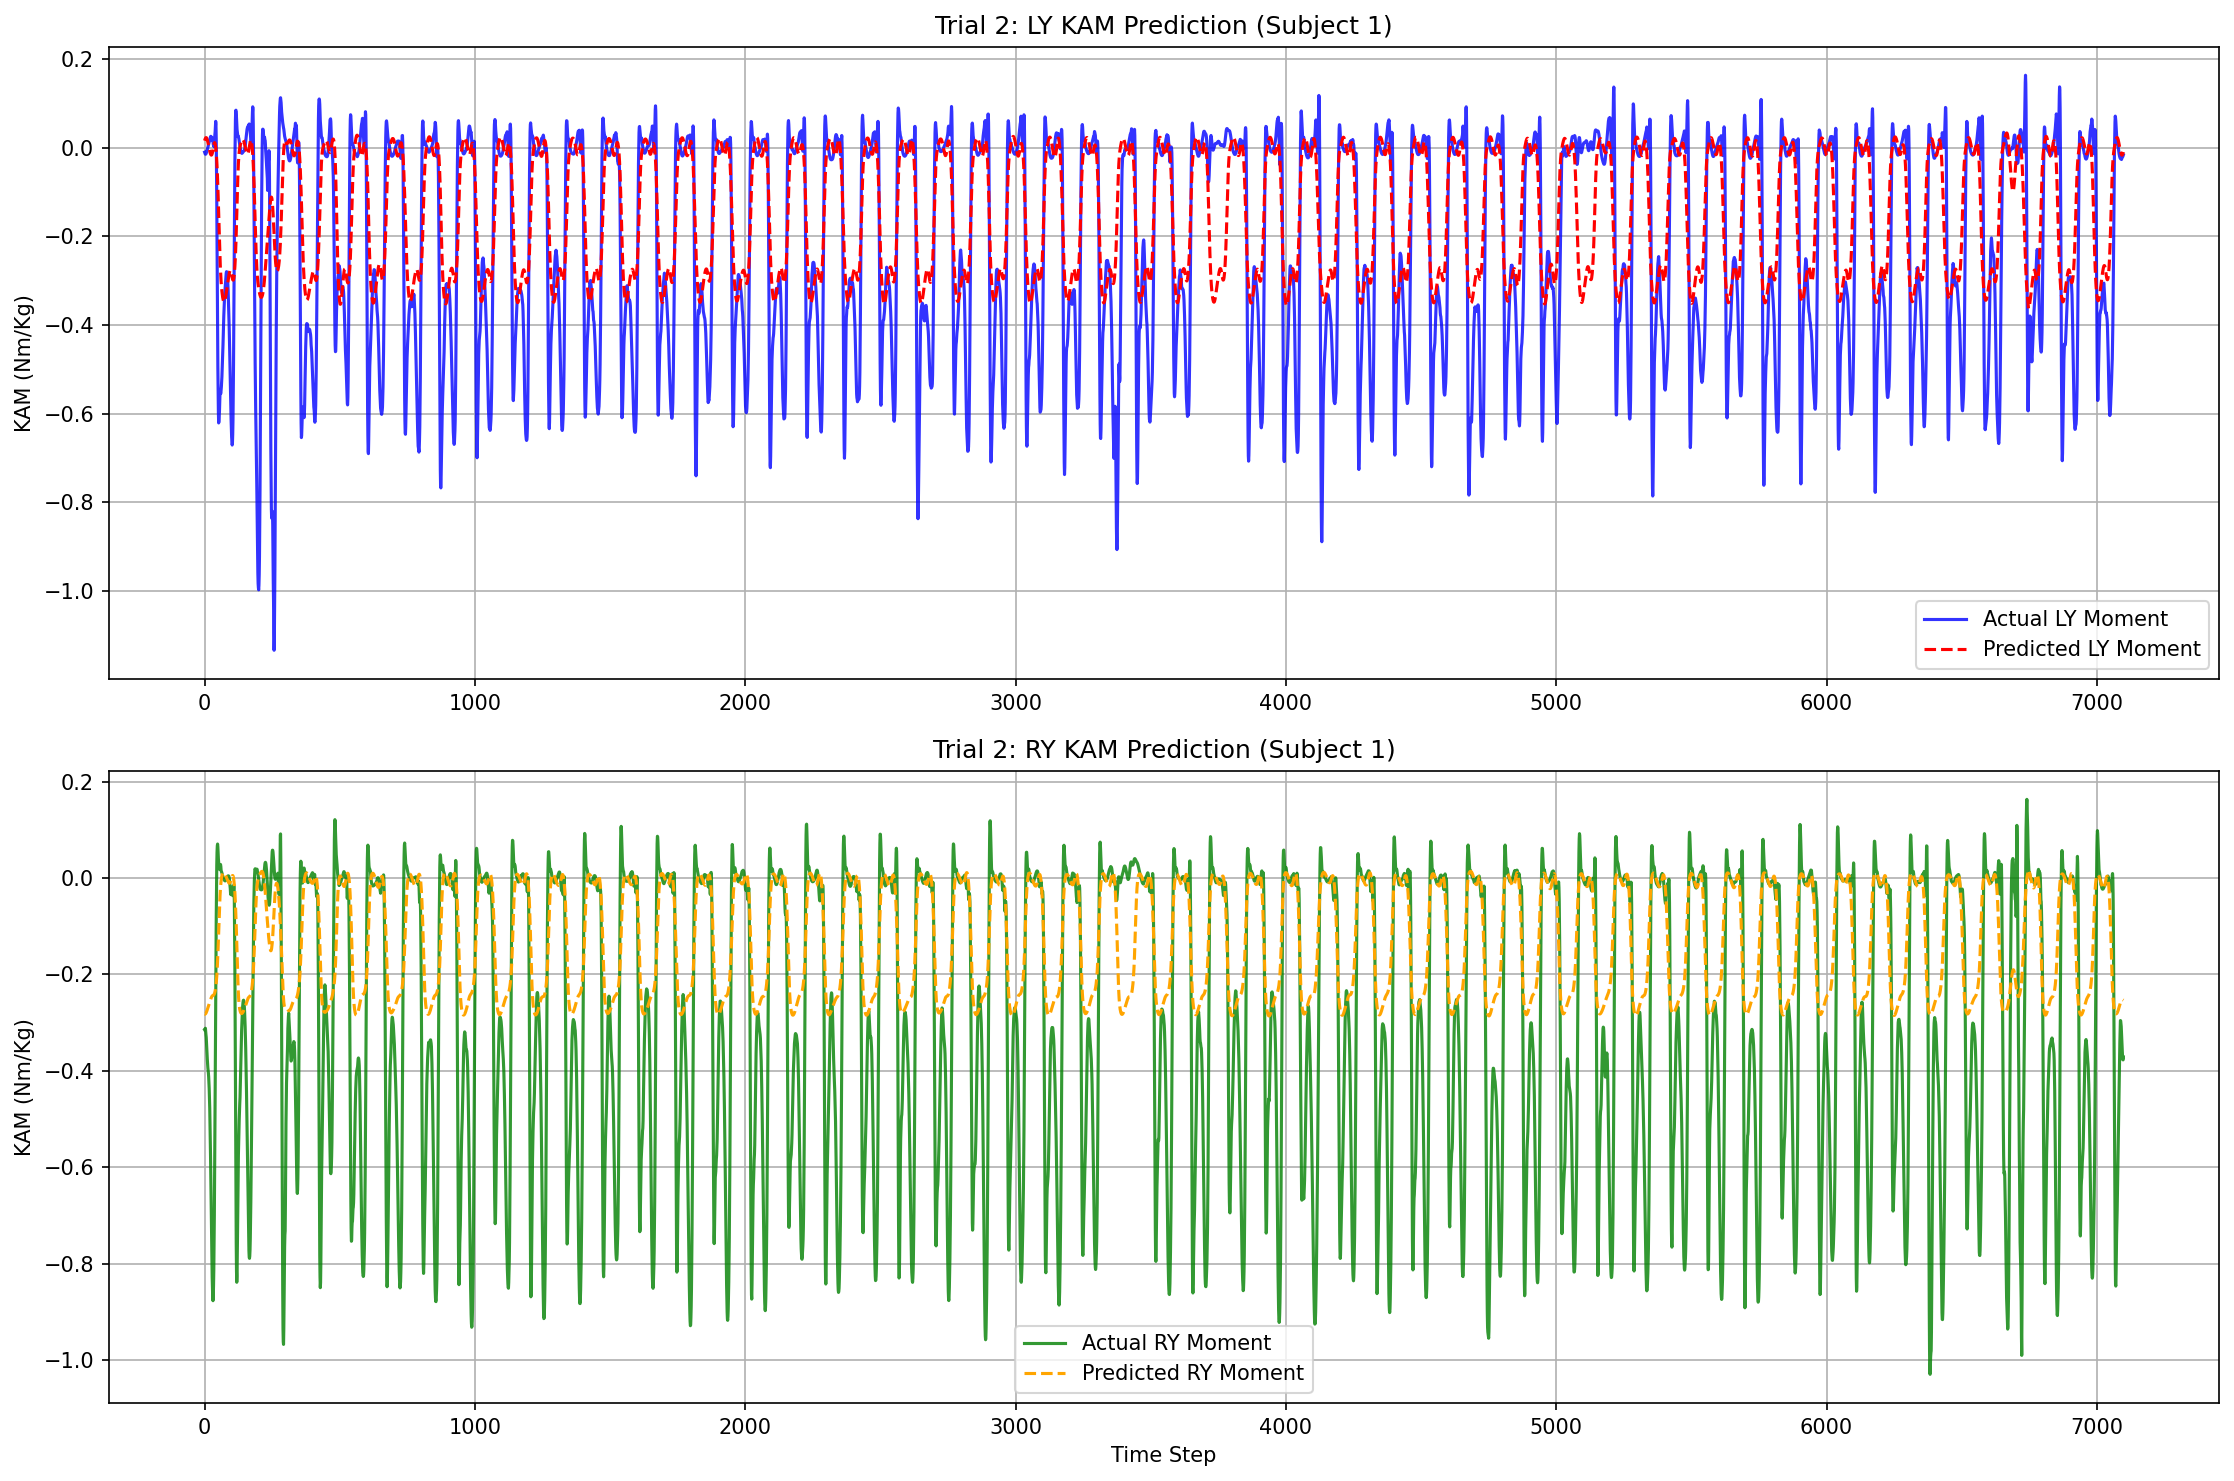 Trial 2: LY KAM Prediction (Subject 1)
KAM (Nm/Kg)
0.2
0.0
−0.2
−0.4
−0.6
−0.8
−1.0
Actual LY Moment
Predicted LY Moment
0 1000 2000 3000 4000 5000 6000 7000
Trial 2: RY KAM Prediction (Subject 1)
KAM (Nm/Kg)
0.2
0.0
−0.2
−0.4
−0.6
−0.8
−1.0
Actual RY Moment
Predicted RY Moment
0 1000 2000 3000 4000 5000 6000 7000
Time Step